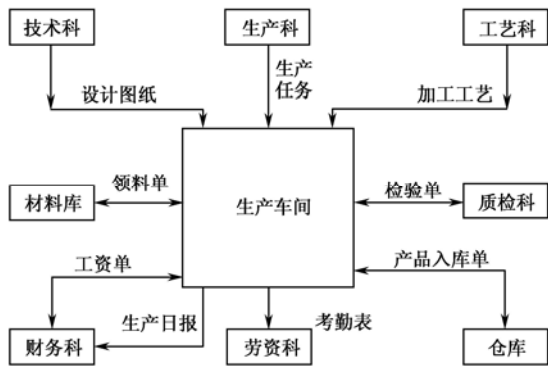 技术科
生产科
工艺科
设计图纸
生产
任务
加工工艺
领料单
检验单
材料库
生产车间
质检科
工资单
产品入库单
生产日报
考勤表
财务科
劳资科
仓库